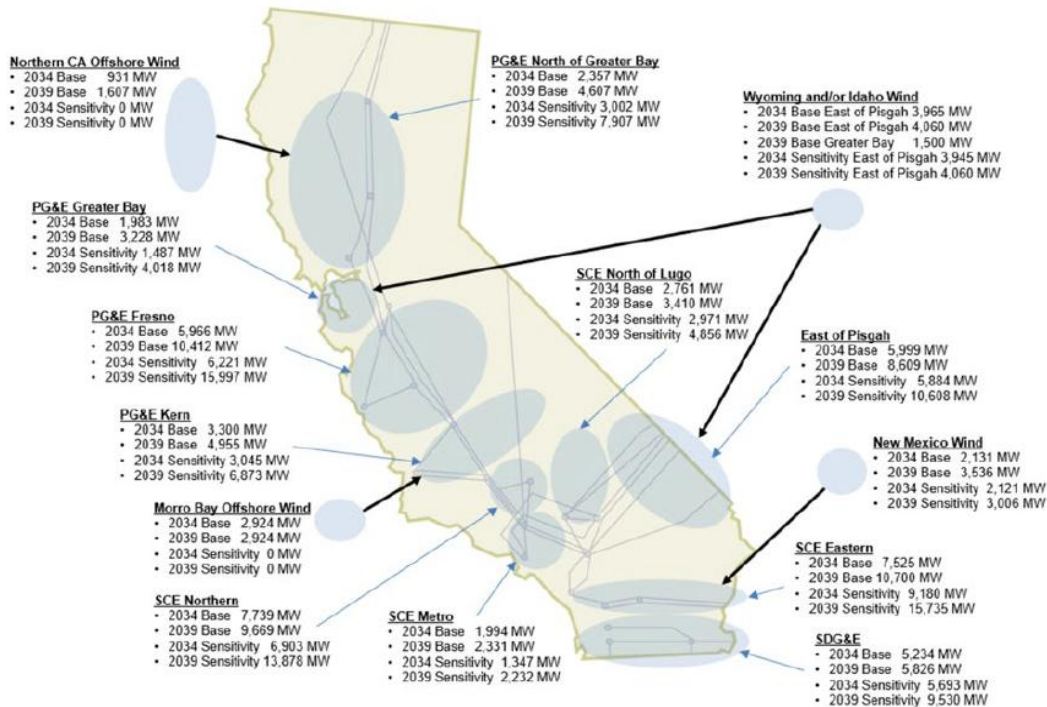 Northern CA Offshore Wind
• 2034 Base 931 MW
• 2039 Base 1,607 MW
• 2034 Sensitivity 0 MW
• 2039 Sensitivity 0 MW
PG&E North of Greater Bay
• 2034 Base 2,357 MW
• 2039 Base 4,607 MW
• 2034 Sensitivity 3,002 MW
• 2039 Sensitivity 7,907 MW
Wyoming and/or Idaho Wind
• 2034 Base East of Pisgah 3,965 MW
• 2039 Base East of Pisgah 4,060 MW
• 2039 Base Greater Bay 1,500 MW
• 2034 Sensitivity East of Pisgah 3,945 MW
• 2039 Sensitivity East of Pisgah 4,060 MW
PG&E Greater Bay
• 2034 Base 1,983 MW
• 2039 Base 3,228 MW
• 2034 Sensitivity 1,487 MW
• 2039 Sensitivity 4,018 MW
SCE North of Lugo
• 2034 Base 2,761 MW
• 2039 Base 3,410 MW
• 2034 Sensitivity 2,971 MW
• 2039 Sensitivity 4,856 MW
PG&E Fresno
• 2034 Base 5,966 MW
• 2039 Base 10,412 MW
• 2034 Sensitivity 6,221 MW
• 2039 Sensitivity 15,997 MW
East of Pisgah
• 2034 Base 5,999 MW
• 2039 Base 8,609 MW
• 2034 Sensitivity 5,884 MW
• 2039 Sensitivity 10,608 MW
PG&E Kern
• 2034 Base 3,300 MW
• 2039 Base 4,955 MW
• 2034 Sensitivity 3,045 MW
• 2039 Sensitivity 6,873 MW
New Mexico Wind
• 2034 Base 2,131 MW
• 2039 Base 3,536 MW
• 2034 Sensitivity 2,121 MW
• 2039 Sensitivity 3,006 MW
Morro Bay Offshore Wind
• 2034 Base 2,924 MW
• 2039 Base 2,924 MW
• 2034 Sensitivity 0 MW
• 2039 Sensitivity 0 MW
SCE Eastern
• 2034 Base 7,525 MW
• 2039 Base 10,700 MW
• 2034 Sensitivity 9,180 MW
• 2039 Sensitivity 15,735 MW
SCE Northern
• 2034 Base 7,739 MW
• 2039 Base 9,669 MW
• 2034 Sensitivity 6,903 MW
• 2039 Sensitivity 13,878 MW
SCE Metro
• 2034 Base 1,994 MW
• 2039 Base 2,331 MW
• 2034 Sensitivity 1,347 MW
• 2039 Sensitivity 2,232 MW
SDG&E
• 2034 Base 5,234 MW
• 2039 Base 5,826 MW
• 2034 Sensitivity 5,693 MW
• 2039 Sensitivity 9,530 MW